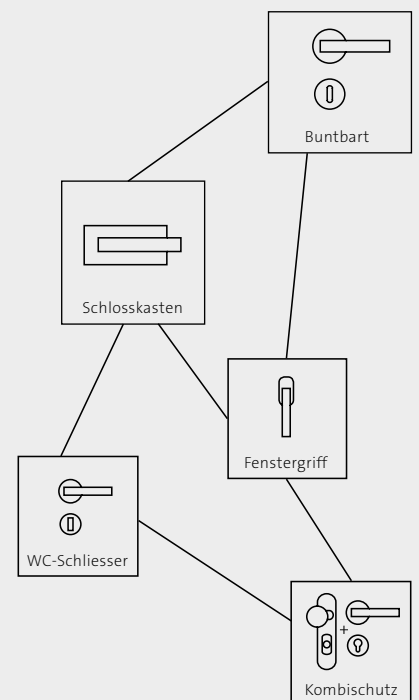 Buntbart
Schlosskasten
Fenstergriff
WC-Schliesser
+
Kombischutz